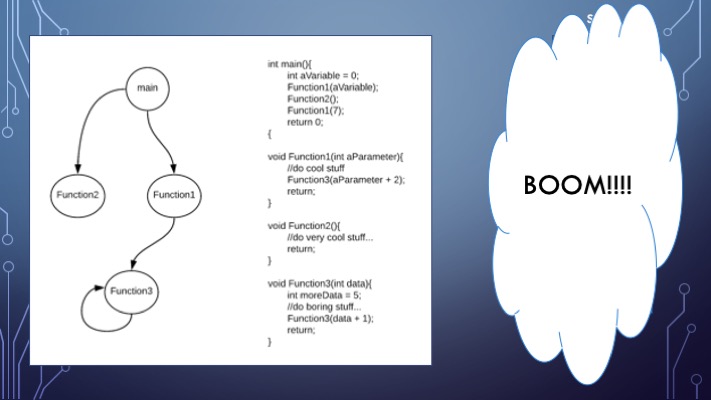 main
Function2
Function1
Function3
int main(){
int aVariable = 0;
Function1(aVariable);
Function2();
Function1(7);
return 0;
{
void Function1(int aParameter){
//do cool stuff
Function3(aParameter + 2);
return;
}
void Function2(){
//do very cool stuff...
return;
}
void Function3(int data){
int moreData = 5;
//do boring stuff...
Function3(data + 1);
return;
}
BOOM!!!!